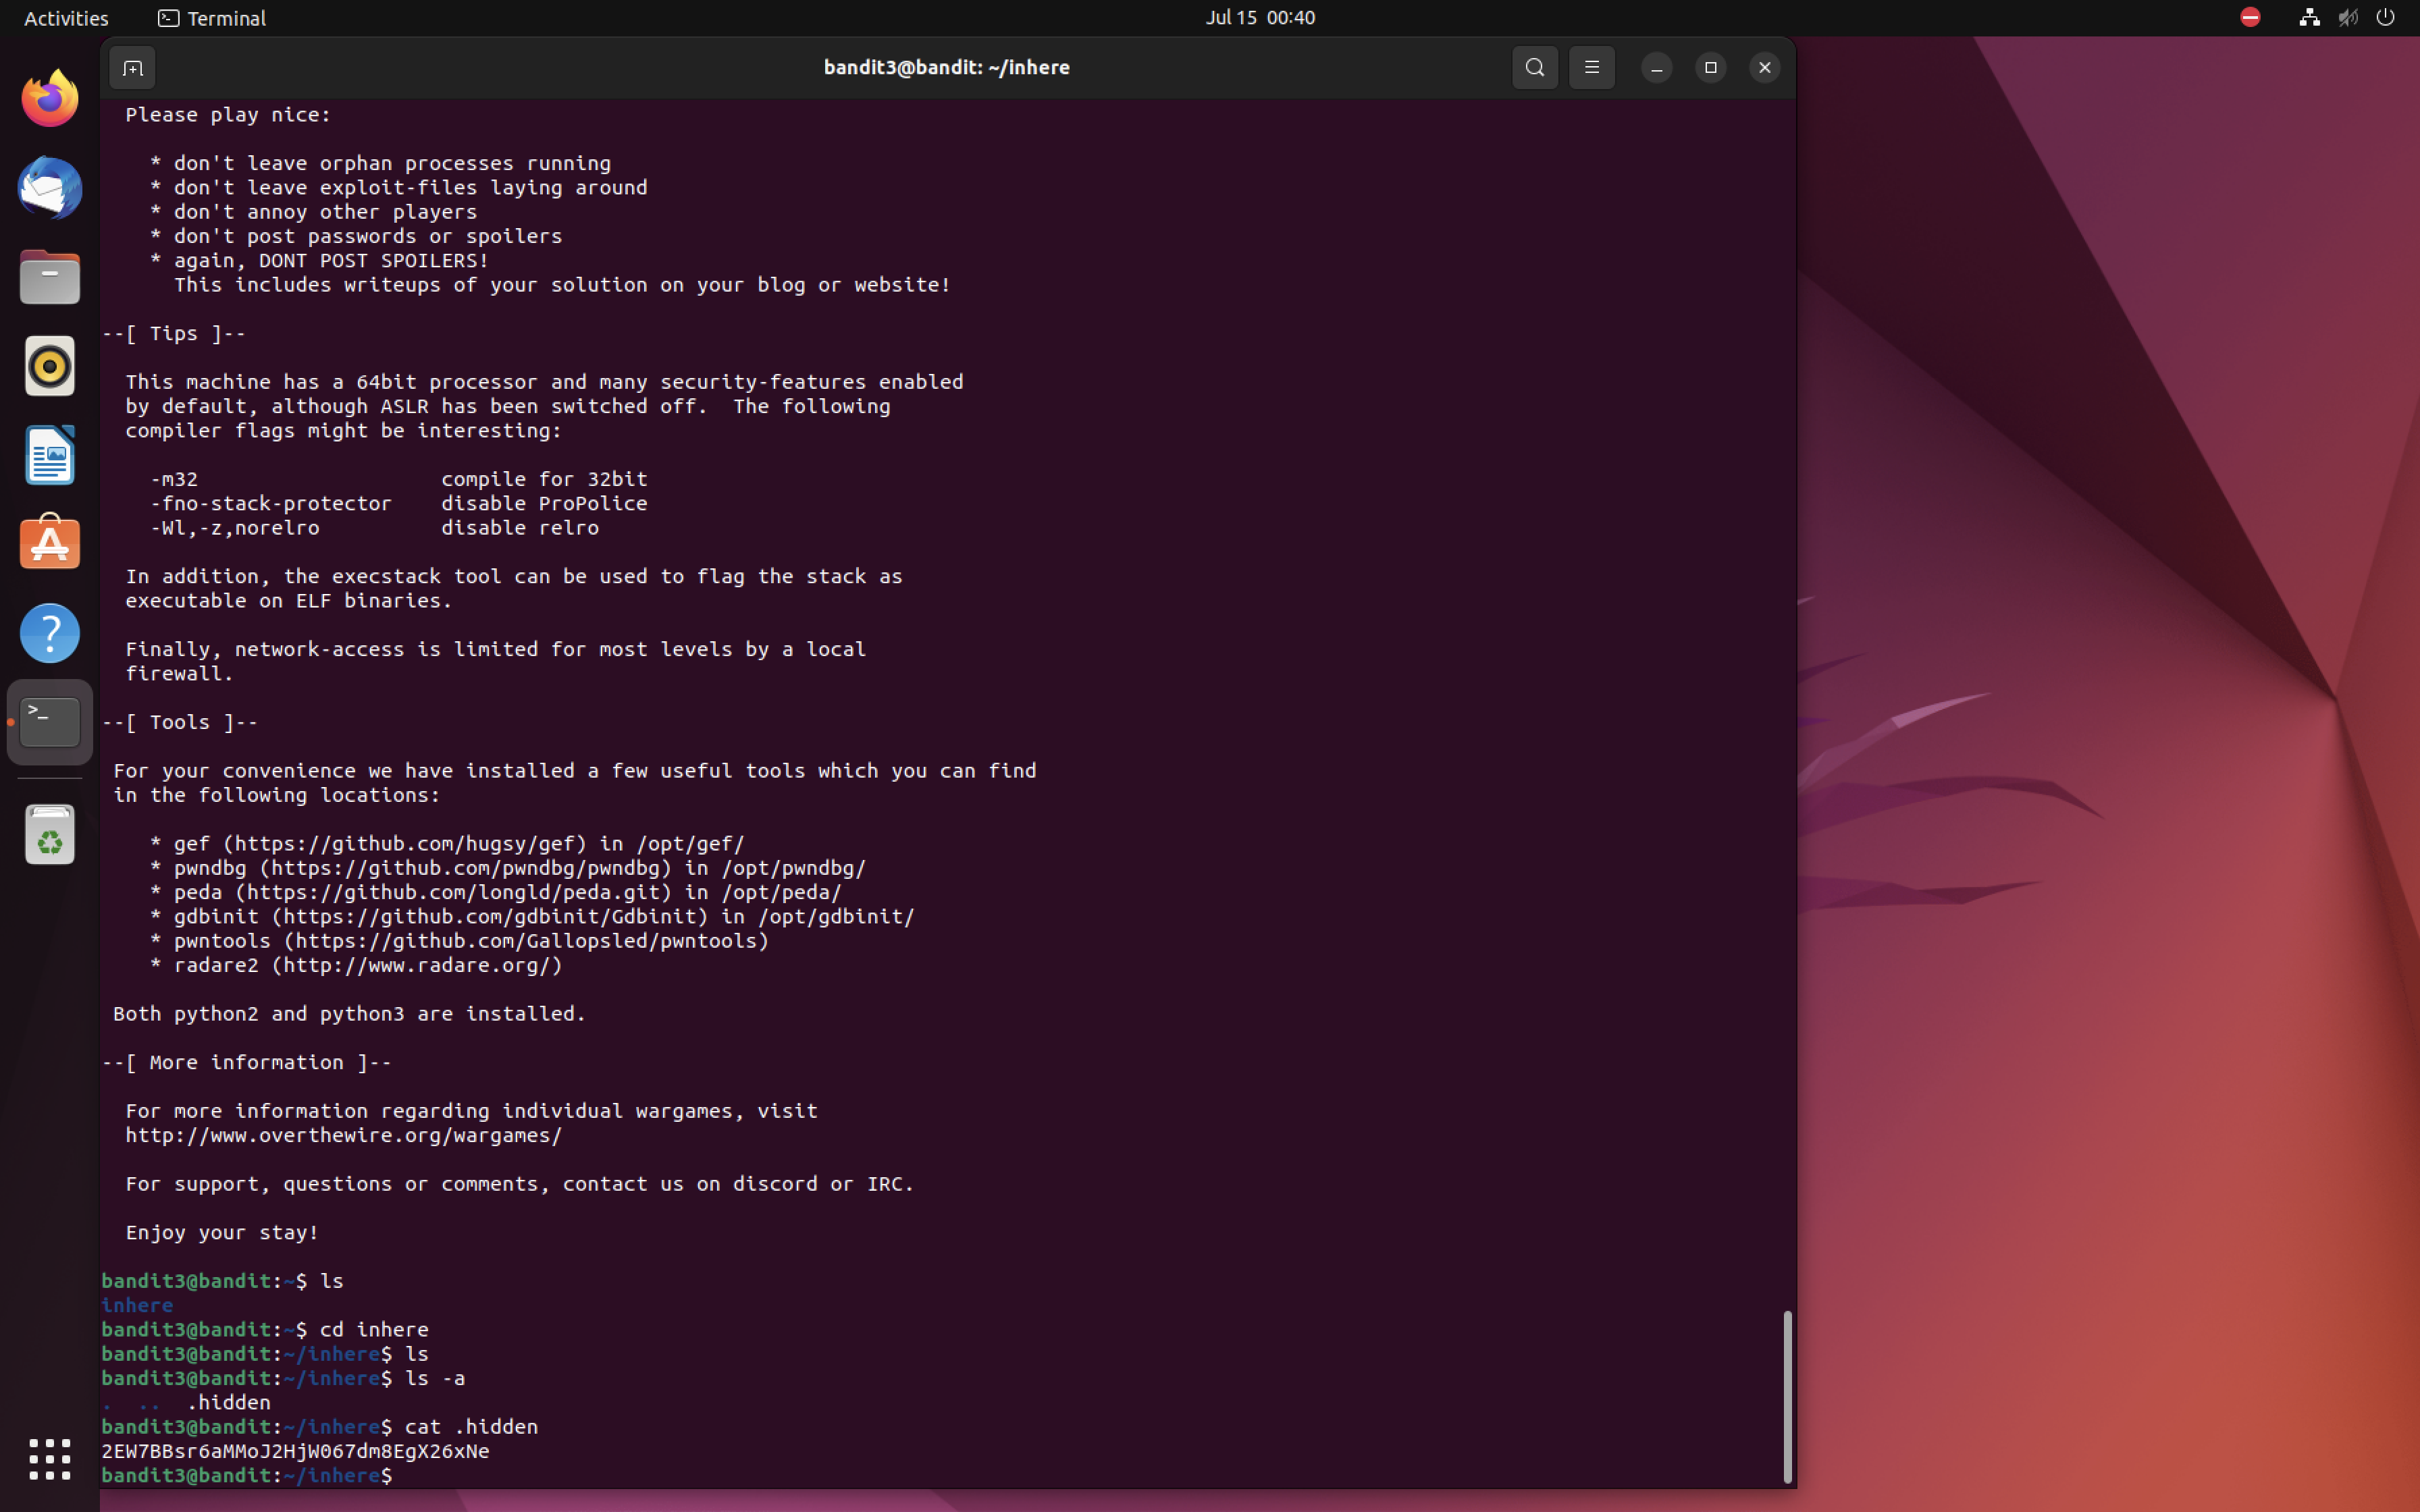 Activities
Terminal
Jul 15  00:40
bandit3@bandit: ~/inhere
Please play nice:
* don't leave orphan processes running
* don't leave exploit-files laying around
* don't annoy other players
* don't post passwords or spoilers
* again, DONT POST SPOILERS!
This includes writeups of your solution on your blog or website!
--[ Tips ]--
This machine has a 64bit processor and many security-features enabled
by default, although ASLR has been switched off.  The following
compiler flags might be interesting:
-m32                    compile for 32bit
-fno-stack-protector    disable ProPolice
-Wl,-z,norelro          disable relro
In addition, the execstack tool can be used to flag the stack as
executable on ELF binaries.
Finally, network-access is limited for most levels by a local
firewall.
--[ Tools ]--
For your convenience we have installed a few useful tools which you can find
in the following locations:
* gef (https://github.com/hugsy/gef) in /opt/gef/
* pwndbg (https://github.com/pwndbg/pwndbg) in /opt/pwndbg/
* peda (https://github.com/longld/peda.git) in /opt/peda/
* gdbinit (https://github.com/gdbinit/Gdbinit) in /opt/gdbinit/
* pwntools (https://github.com/Gallopsled/pwntools)
* radare2 (http://www.radare.org/)
Both python2 and python3 are installed.
--[ More information ]--
For more information regarding individual wargames, visit
http://www.overthewire.org/wargames/
For support, questions or comments, contact us on discord or IRC.
Enjoy your stay!
bandit3@bandit:~$ ls
inhere
bandit3@bandit:~$ cd inhere
bandit3@bandit:~/inhere$ ls
bandit3@bandit:~/inhere$ ls -a
.  ..  .hidden
bandit3@bandit:~/inhere$ cat .hidden
2EW7BBsr6aMMoJ2HjW067dm8EgX26xNe
bandit3@bandit:~/inhere$